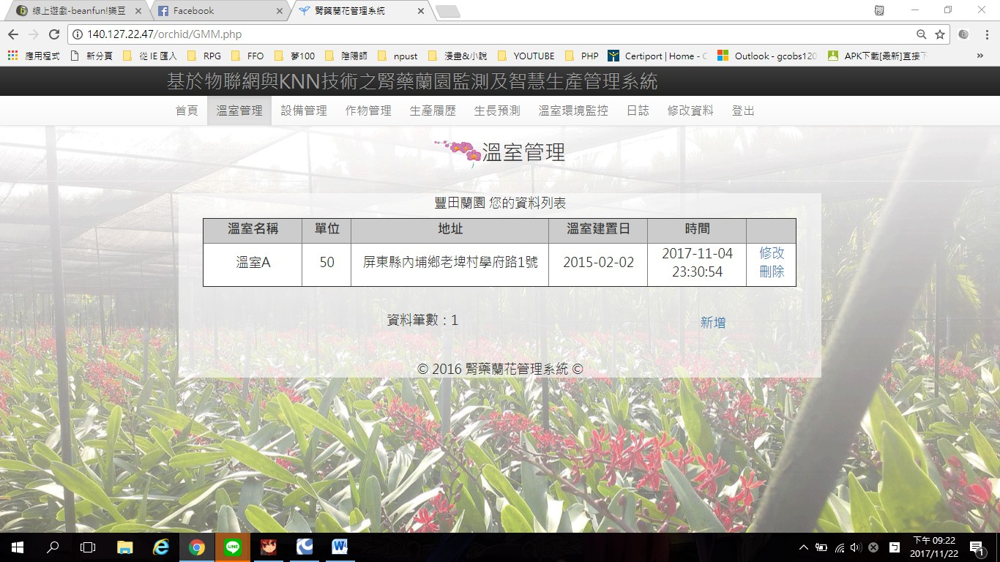 線上遊戲-beanfun!樂豆
Facebook
腎藥蘭花管理系統
140.127.22.47/orchid/GMM.php
應用程式 新分頁 從 IE 匯入 RPG FFO 夢100 陰陽師 npust 漫畫&小說 YOUTUBE PHP Certiport | Home - C Outlook - gcobs120 APK下載[最新]直接下 »
基於物聯網與KNN技術之腎藥蘭園監測及智慧生產管理系統
首頁 溫室管理 設備管理 作物管理 生產履歷 生長預測 溫室環境監控 日誌 修改資料 登出
溫室管理
豐田蘭園 您的資料列表
溫室名稱 單位 地址 溫室建置日 時間
溫室A 50 屏東縣內埔鄉老埤村學府路1號 2015-02-02 2017-11-04 23:30:54 修改 刪除
資料筆數：1 新增
© 2016 腎藥蘭花管理系統 ©
下午 09:22
2017/11/22
1